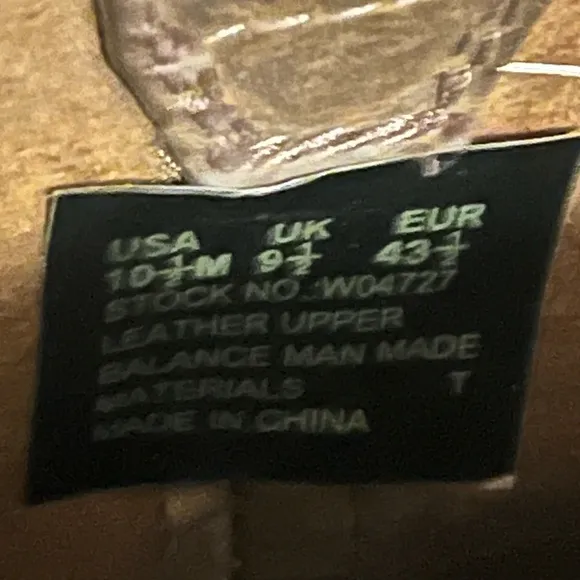 USA UK EUR
10½M 9½ 43½
STOCK NO.:W04727
LEATHER UPPER
BALANCE MAN MADE
MATERIALS T
MADE IN CHINA